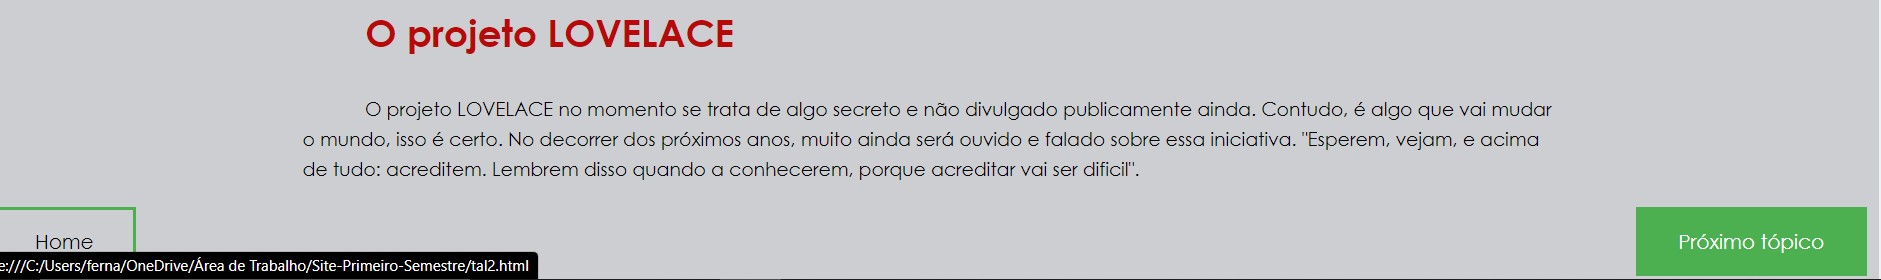 O projeto LOVELACE
O projeto LOVELACE no momento se trata de algo secreto e não divulgado publicamente ainda. Contudo, é algo que vai mudar
o mundo, isso é certo. No decorrer dos próximos anos, muito ainda será ouvido e falado sobre essa iniciativa. "Esperem, vejam, e acima
de tudo: acreditem. Lembrem disso quando a conhecerem, porque acreditar vai ser dificil".
Home
Próximo tópico
e:///C:/Users/ferna/OneDrive/Área de Trabalho/Site-Primeiro-Semestre/tal2.html